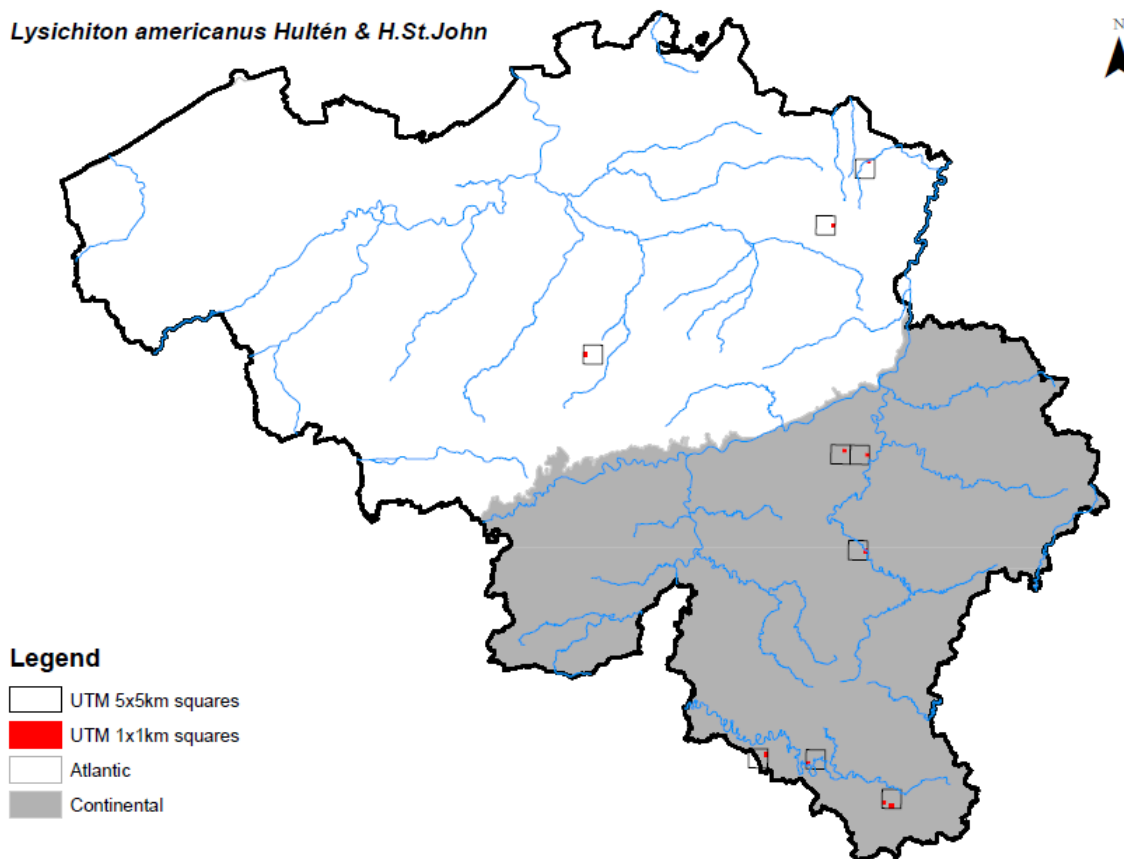 Lysichiton americanus Hultén & H.St.John
N
Legend
UTM 5x5km squares
UTM 1x1km squares
Atlantic
Continental